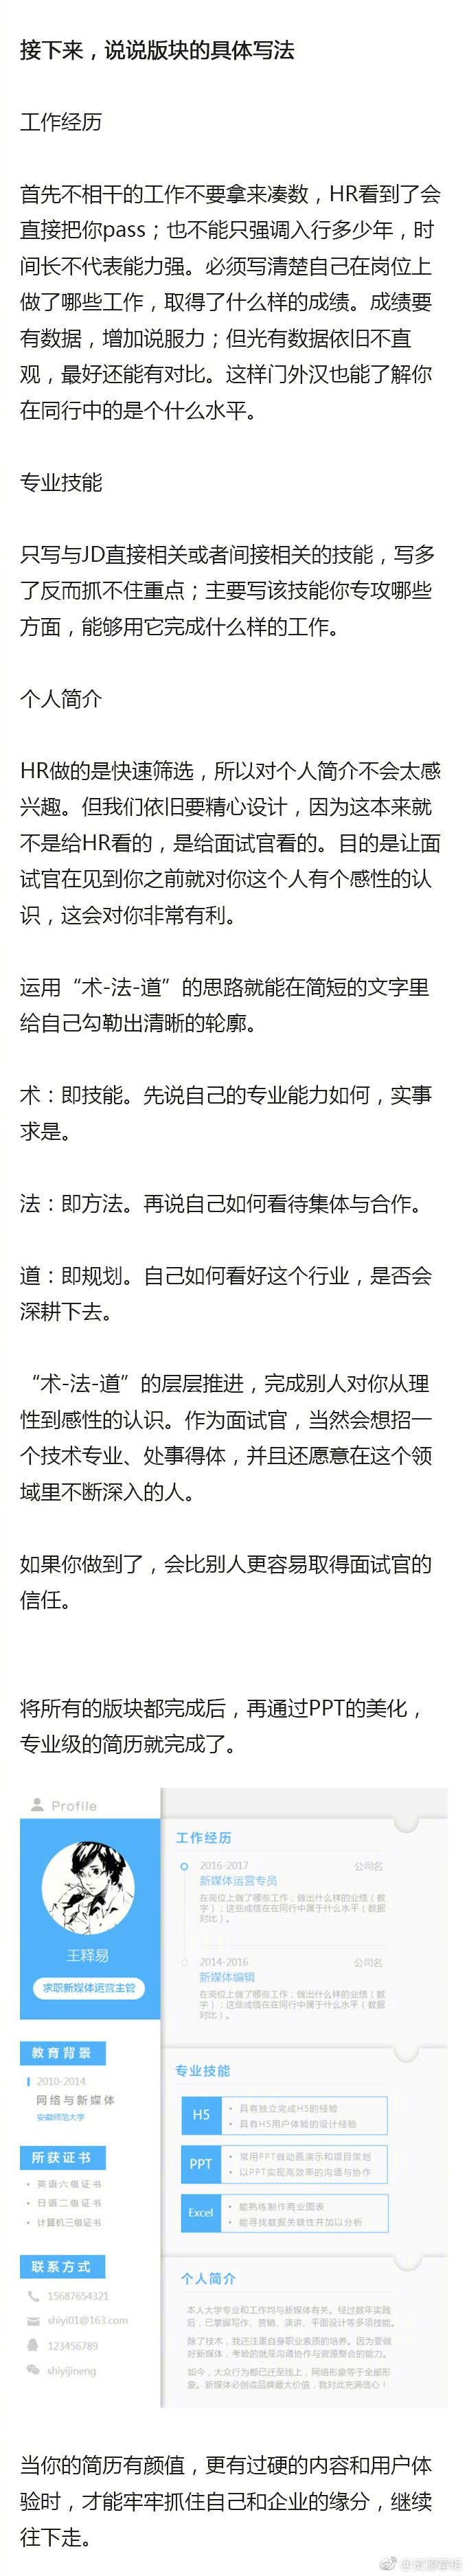 接下来，说说版块的具体写法
工作经历
首先不相干的工作不要拿来凑数，HR看到了会
直接把你pass；也不能只强调入行多少年，时
间长不代表能力强。必须写清楚自己在岗位上
做了哪些工作，取得了什么样的成绩。成绩要
有数据，增加说服力；但光有数据依旧不直
观，最好还能有对比。这样门外汉也能了解你
在同行中的是个什么水平。
专业技能
只写与JD直接相关或者间接相关的技能，写多
了反而抓不住重点；主要写该技能你专攻哪些
方面，能够用它完成什么样的工作。
个人简介
HR做的是快速筛选，所以对个人简介不会太感
兴趣。但我们依旧要精心设计，因为这本来就
不是给HR看的，是给面试官看的。目的是让面
试官在见到你之前就对你这个人有个感性的认
识，这会对你非常有利。
运用“术-法-道”的思路就能在简短的文字里
给自己勾勒出清晰的轮廓。
术：即技能。先说自己的专业能力如何，实事
求是。
法：即方法。再说自己如何看待集体与合作。
道：即规划。自己如何看好这个行业，是否会
深耕下去。
“术-法-道”的层层推进，完成别人对你从理
性到感性的认识。作为面试官，当然会想招一
个技术专业、处事得体，并且还愿意在这个领
域里不断深入的人。
如果你做到了，会比别人更容易取得面试官的
信任。
将所有的版块都完成后，再通过PPT的美化，
专业级的简历就完成了。
Profile
王释易
求职新媒体运营主管
教育背景
2010-2014
网络与新媒体
安徽师范大学
所获证书
英语六级证书
日语二级证书
计算机三级证书
联系方式
15687654321
shiyi01@163.com
123456789
shiyijineng
工作经历
2016-2017 公司名
新媒体运营专员
在岗位上做了哪些工作；做出什么样的业绩（数
字）；这些成绩在在同行中属于什么水平（数据
对比）。
2014-2016 公司名
新媒体编辑
在岗位上做了哪些工作；做出什么样的业绩（数
字）；这些成绩在在同行中属于什么水平（数据
对比）。
专业技能
H5
具有独立完成H5的经验
具有H5用户体验的设计经验
PPT
常用PPT做动画演示和项目策划
以PPT实现高效率的沟通与协作
Excel
能熟练制作商业图表
能寻找数据关联性并加以分析
个人简介
本人大学专业和工作均与新媒体有关。经过数年实践
后，已掌握写作、营销、演讲、平面设计等多项技能。
除了技术，我还注重自身职业素质的培养。因为要做
好新媒体，考验的就是沟通协作与资源整合的能力。
如今，大众行为都已迁至线上，网络形象等于全部形
象。新媒体必创造品牌最大价值，我对此充满信心！
当你的简历有颜值，更有过硬的内容和用户体
验时，才能牢牢抓住自己和企业的缘分，继续
往下走。
@资源掌柜